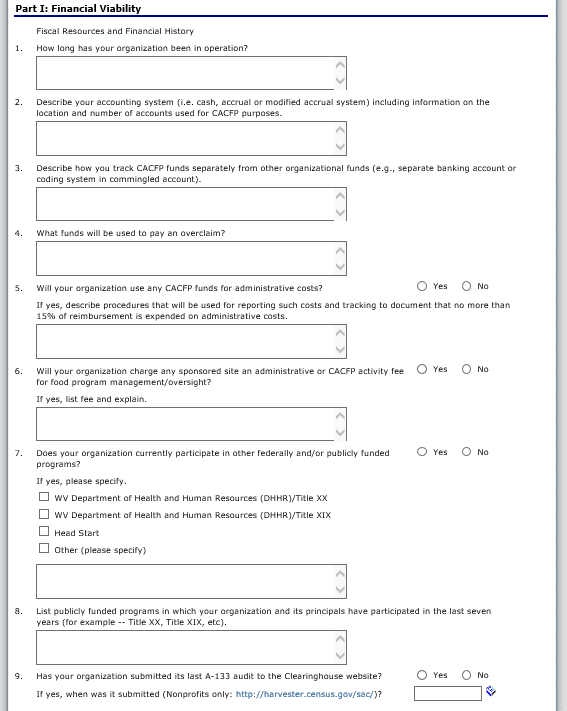 Part I: Financial Viability
Fiscal Resources and Financial History
1. How long has your organization been in operation?
2. Describe your accounting system (i.e. cash, accrual or modified accrual system) including information on the
location and number of accounts used for CACFP purposes.
3. Describe how you track CACFP funds separately from other organizational funds (e.g., separate banking account or
coding system in commingled account).
4. What funds will be used to pay an overclaim?
5. Will your organization use any CACFP funds for administrative costs? Yes No
If yes, describe procedures that will be used for reporting such costs and tracking to document that no more than
15% of reimbursement is expended on administrative costs.
6. Will your organization charge any sponsored site an administrative or CACFP activity fee Yes No
for food program management/oversight?
If yes, list fee and explain.
7. Does your organization currently participate in other federally and/or publicly funded Yes No
programs?
If yes, please specify.
WV Department of Health and Human Resources (DHHR)/Title XX
WV Department of Health and Human Resources (DHHR)/Title XIX
Head Start
Other (please specify)
8. List publicly funded programs in which your organization and its principals have participated in the last seven
years (for example -- Title XX, Title XIX, etc).
9. Has your organization submitted its last A-133 audit to the Clearinghouse website? Yes No
If yes, when was it submitted (Nonprofits only: http://harvester.census.gov/sac/)?